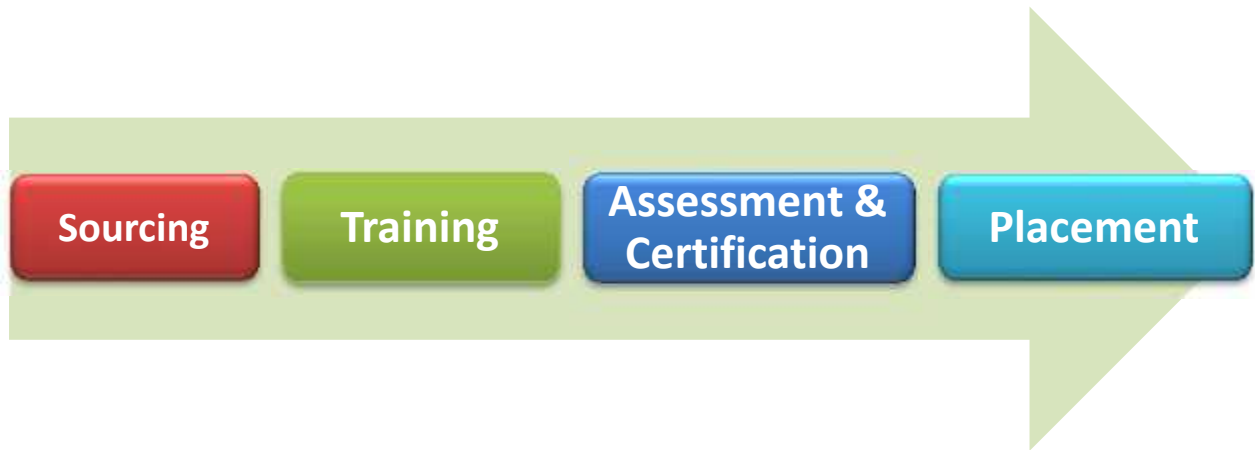 Sourcing
Training
Assessment &
Certification
Placement